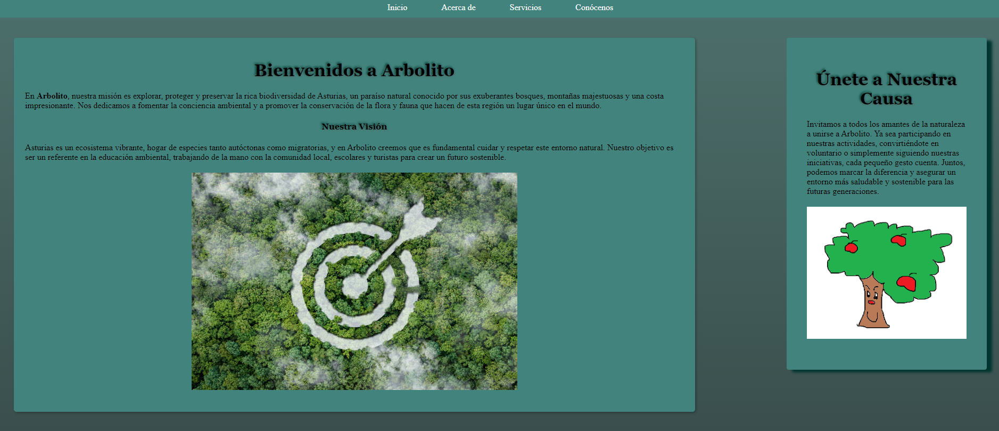 Inicio Acerca de Servicios Conócenos
Bienvenidos a Arbolito
En Arbolito, nuestra misión es explorar, proteger y preservar la rica biodiversidad de Asturias, un paraíso natural conocido por sus exuberantes bosques, montañas majestuosas y una costa
impresionante. Nos dedicamos a fomentar la conciencia ambiental y a promover la conservación de la flora y fauna que hacen de esta región un lugar único en el mundo.
Nuestra Visión
Asturias es un ecosistema vibrante, hogar de especies tanto autóctonas como migratorias, y en Arbolito creemos que es fundamental cuidar y respetar este entorno natural. Nuestro objetivo es
ser un referente en la educación ambiental, trabajando de la mano con la comunidad local, escolares y turistas para crear un futuro sostenible.
Únete a Nuestra
Causa
Invitamos a todos los amantes de la naturaleza
a unirse a Arbolito. Ya sea participando en
nuestras actividades, convirtiéndote en
voluntario o simplemente siguiendo nuestras
iniciativas, cada pequeño gesto cuenta. Juntos,
podemos marcar la diferencia y asegurar un
entorno más saludable y sostenible para las
futuras generaciones.